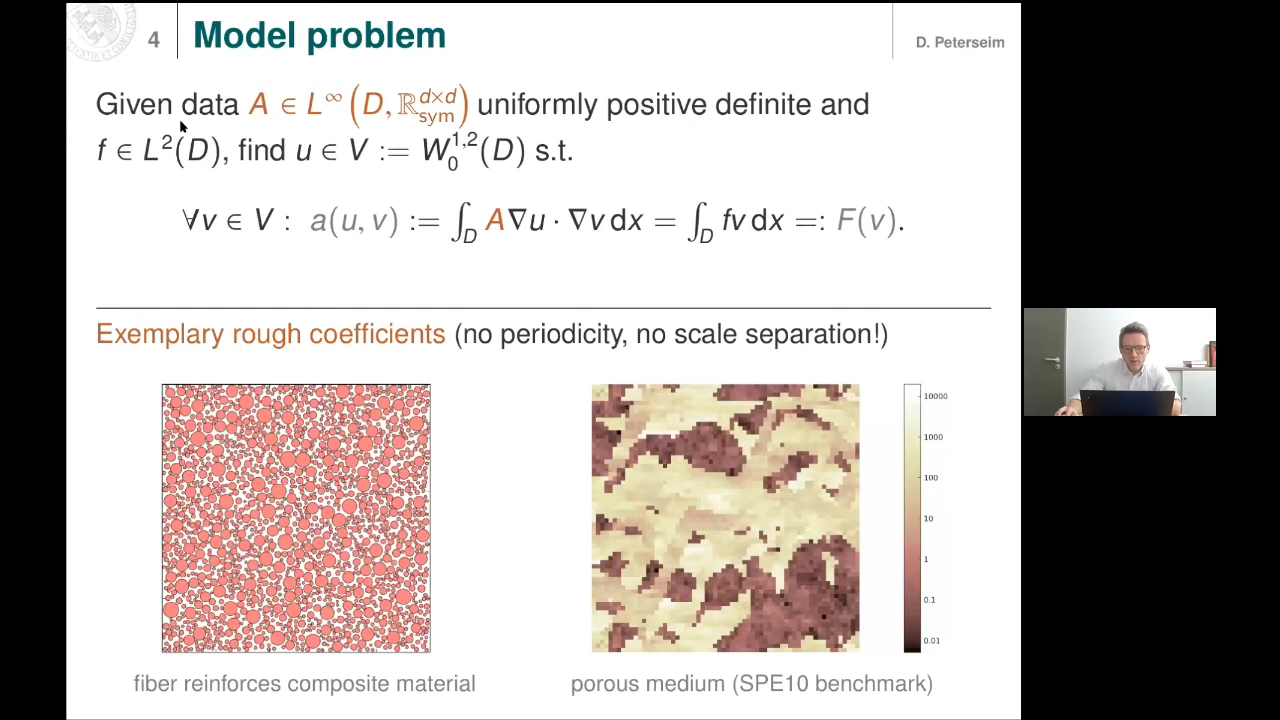 4
Model problem
D. Peterseim
Given data A ∈ L^∞ (D, ℝ^{d×d}_{sym}) uniformly positive definite and
f ∈ L²(D), find u ∈ V := W_0^{1,2}(D) s.t.
∀v ∈ V : a(u, v) := ∫_D A∇u · ∇v dx = ∫_D fv dx =: F(v).
Exemplary rough coefficients (no periodicity, no scale separation!)
10000
1000
100
10
1
0.1
0.01
fiber reinforces composite material
porous medium (SPE10 benchmark)